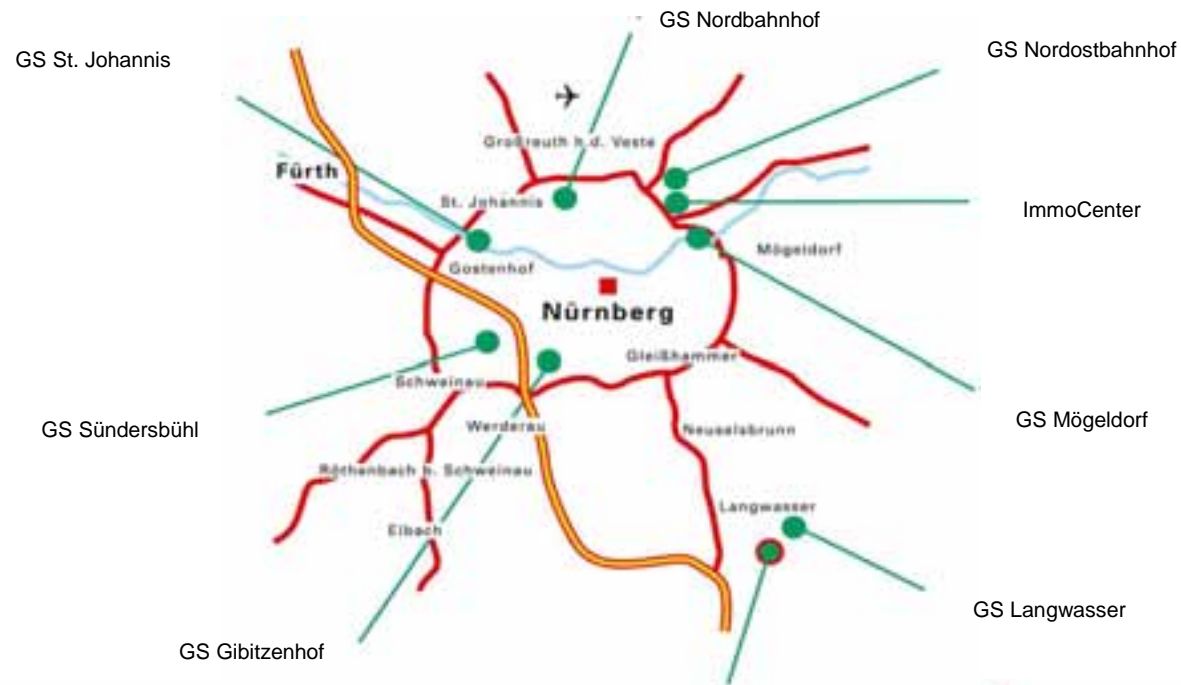 GS Nordbahnhof
GS Nordostbahnhof
GS St. Johannis
Großreuth h.d. Veste
Fürth
St. Johannis
ImmoCenter
Mögeldorf
Gostenhof
Nürnberg
Gleißhammer
Schweinau
GS Mögeldorf
GS Sündersbühl
Werderau
Neuselsbrunn
Röthenbach b. Schweinau
Langwasser
Eibach
GS Langwasser
GS Gibitzenhof